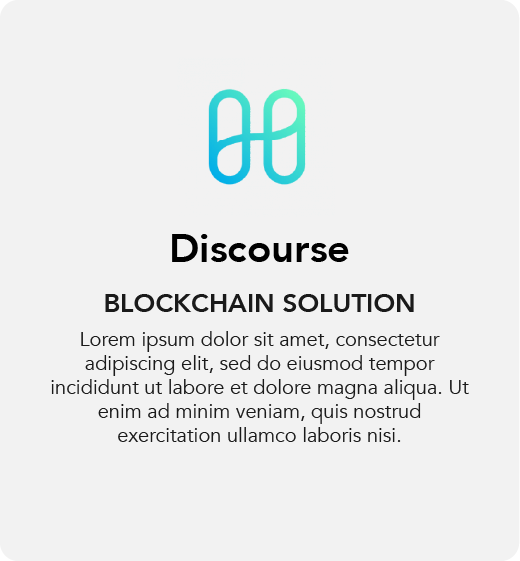 Discourse
BLOCKCHAIN SOLUTION
Lorem ipsum dolor sit amet, consectetur
adipiscing elit, sed do eiusmod tempor
incididunt ut labore et dolore magna aliqua. Ut
enim ad minim veniam, quis nostrud
exercitation ullamco laboris nisi.